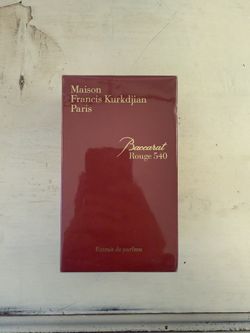 Maison
Francis Kurkdjian
Paris
Baccarat
Rouge 540
Extrait de parfum